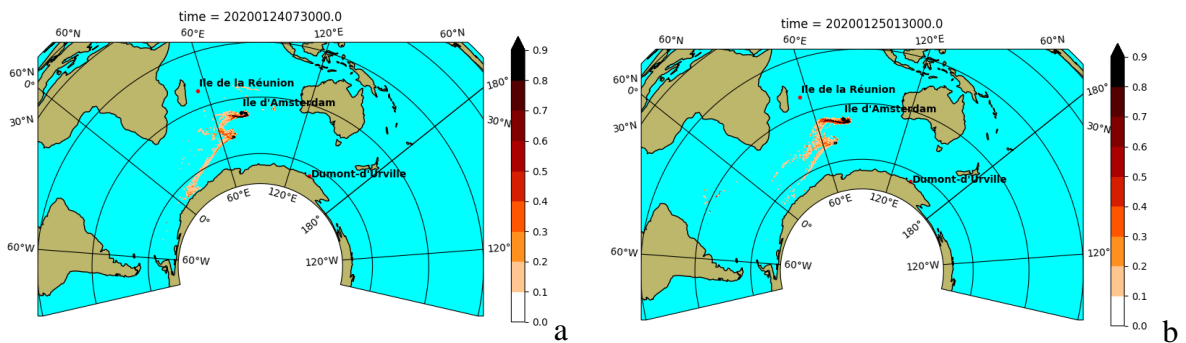 time = 20200124073000.0
60°N
60°E
120°E
60°N
60°N
0°
30°N
180°
30°N
Ile de la Réunion
Ile d'Amsterdam
Dumont-d'Urville
60°E
120°E
0°
180°
60°W
60°W
120°W
120°
0.9
0.8
0.7
0.6
0.5
0.4
0.3
0.2
0.1
0.0
a
time = 20200125013000.0
60°N
60°E
120°E
60°N
60°N
0°
30°N
180°
30°N
Ile de la Réunion
Ile d'Amsterdam
Dumont-d'Urville
60°E
120°E
0°
180°
60°W
60°W
120°W
120°
0.9
0.8
0.7
0.6
0.5
0.4
0.3
0.2
0.1
0.0
b